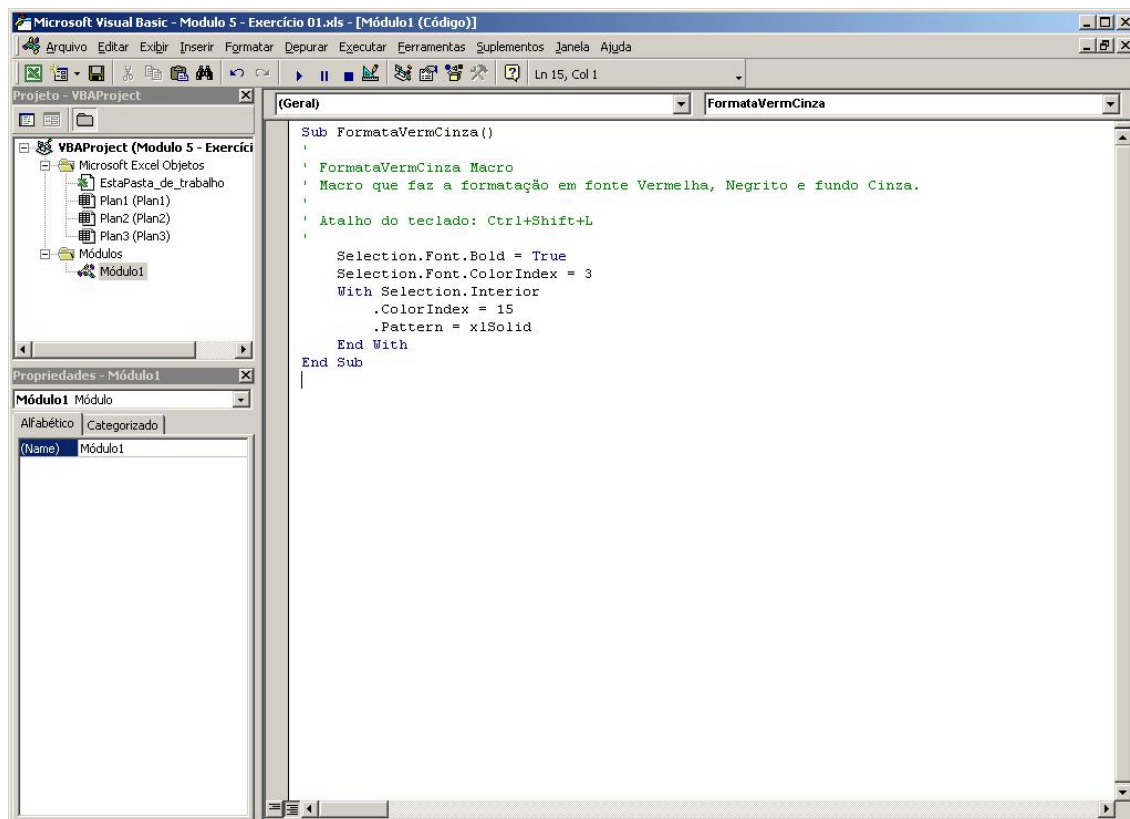 Microsoft Visual Basic - Modulo 5 - Exercício 01.xls - [Módulo1 (Código)]
Arquivo Editar Exibir Inserir Formatar Depurar Executar Ferramentas Suplementos Janela Ajuda
Ln 15, Col 1
Projeto - VBAProject
VBAProject (Modulo 5 - Exercíci
Microsoft Excel Objetos
EstaPasta_de_trabalho
Plan1 (Plan1)
Plan2 (Plan2)
Plan3 (Plan3)
Módulos
Módulo1
Propriedades - Módulo1
Módulo1 Módulo
Alfabético Categorizado
(Name) Módulo1
(Geral) FormataVermCinza
Sub FormataVermCinza()
'
' FormataVermCinza Macro
' Macro que faz a formatação em fonte Vermelha, Negrito e fundo Cinza.
'
' Atalho do teclado: Ctrl+Shift+L
'
Selection.Font.Bold = True
Selection.Font.ColorIndex = 3
With Selection.Interior
.ColorIndex = 15
.Pattern = xlSolid
End With
End Sub